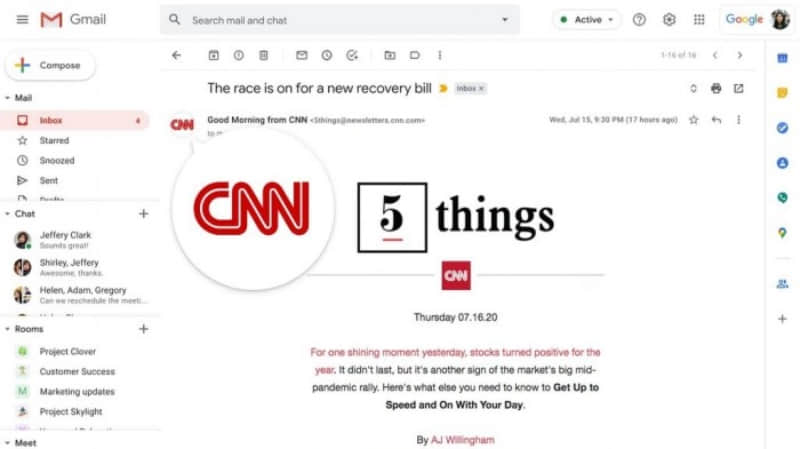 Gmail
Search mail and chat
Active
Google
Compose
1-16 of 16
Mail
The race is on for a new recovery bill
Inbox
Inbox 4
CNN
Good Morning from CNN <5things@newsletters.cnn.com>
Wed, Jul 15, 9:30 PM (17 hours ago)
to m
Starred
Snoozed
Sent
Drafts
CNN
5 things
CNN
Chat
Jeffery Clark
Sounds great!
Shirley, Jeffery
Awesome, thanks.
Helen, Adam, Gregory
Can we reschedule the meeti...
Rooms
Project Clover
Customer Success
M Marketing updates
Project Skylight
Meet
Thursday 07.16.20
For one shining moment yesterday, stocks turned positive for the
year. It didn't last, but it's another sign of the market's big mid-
pandemic rally. Here's what else you need to know to Get Up to
Speed and On With Your Day.
By AJ Willingham